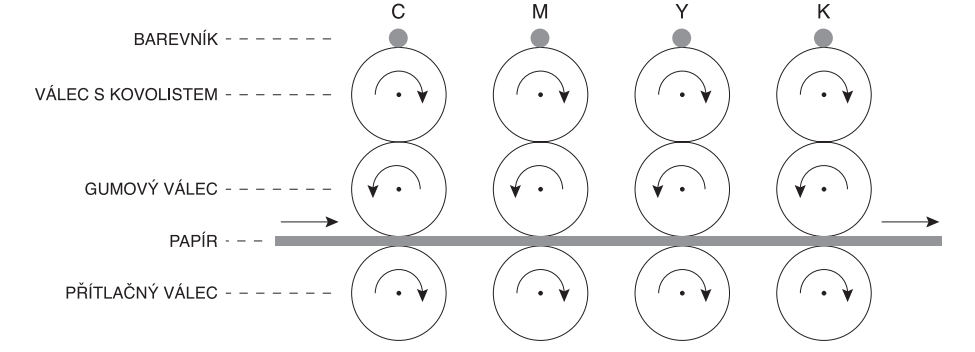 C M Y K
BAREVNÍK
VÁLEC S KOVOLISTEM
GUMOVÝ VÁLEC
PAPÍR
PŘÍTLAČNÝ VÁLEC